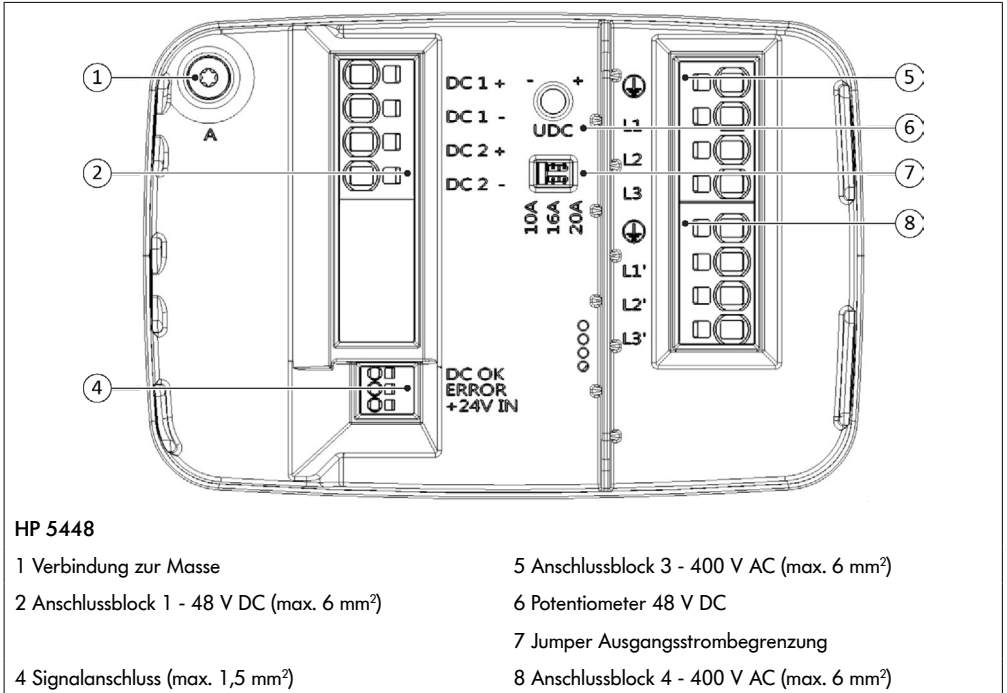 1
A
2
4
DC 1 +
DC 1 -
DC 2 +
DC 2 -
DC OK
ERROR
+24V IN
- +
UDC
10A
16A
20A
L1
L2
L3
L1'
L2'
L3'
5
6
7
8
HP 5448
1 Verbindung zur Masse
2 Anschlussblock 1 - 48 V DC (max. 6 mm²)
4 Signalanschluss (max. 1,5 mm²)
5 Anschlussblock 3 - 400 V AC (max. 6 mm²)
6 Potentiometer 48 V DC
7 Jumper Ausgangsstrombegrenzung
8 Anschlussblock 4 - 400 V AC (max. 6 mm²)